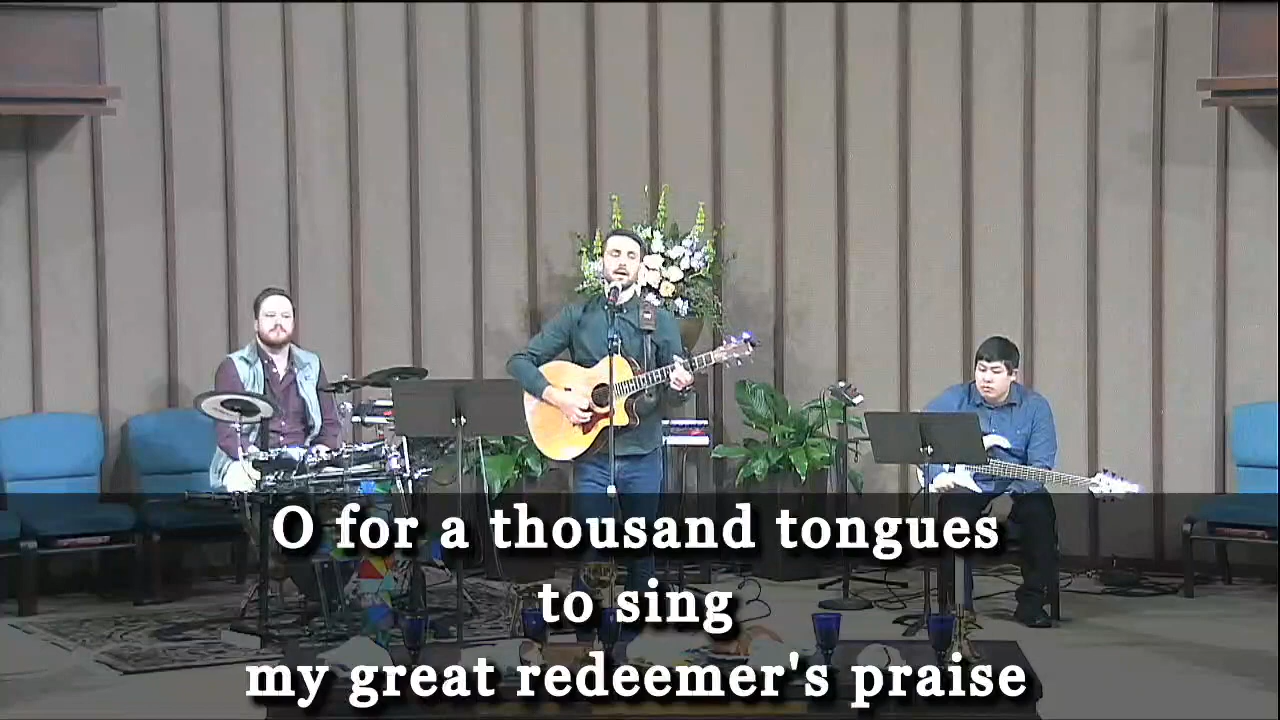 O for a thousand tongues
to sing
my great redeemer's praise